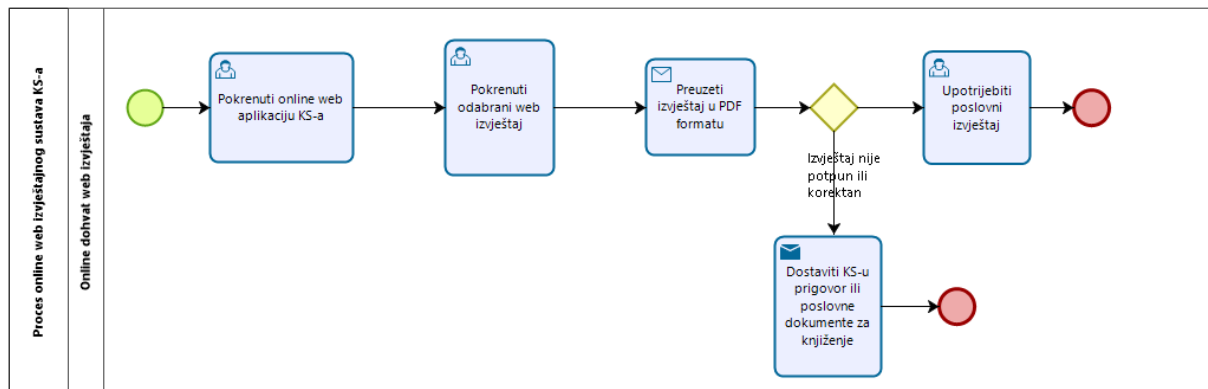 Proces online web izvještajnog sustava KS-a
Online dohvat web izvještaja
Pokrenuti online web
aplikaciju KS-a
Pokrenuti
odabrani web
izvještaj
Preuzeti
izvještaj u PDF
formatu
Upotrijebiti
poslovni
izvještaj
Izvještaj nije
potpun ili
korektan
Dostaviti KS-u
prigovor ili
poslovne
dokumente za
knjiženje